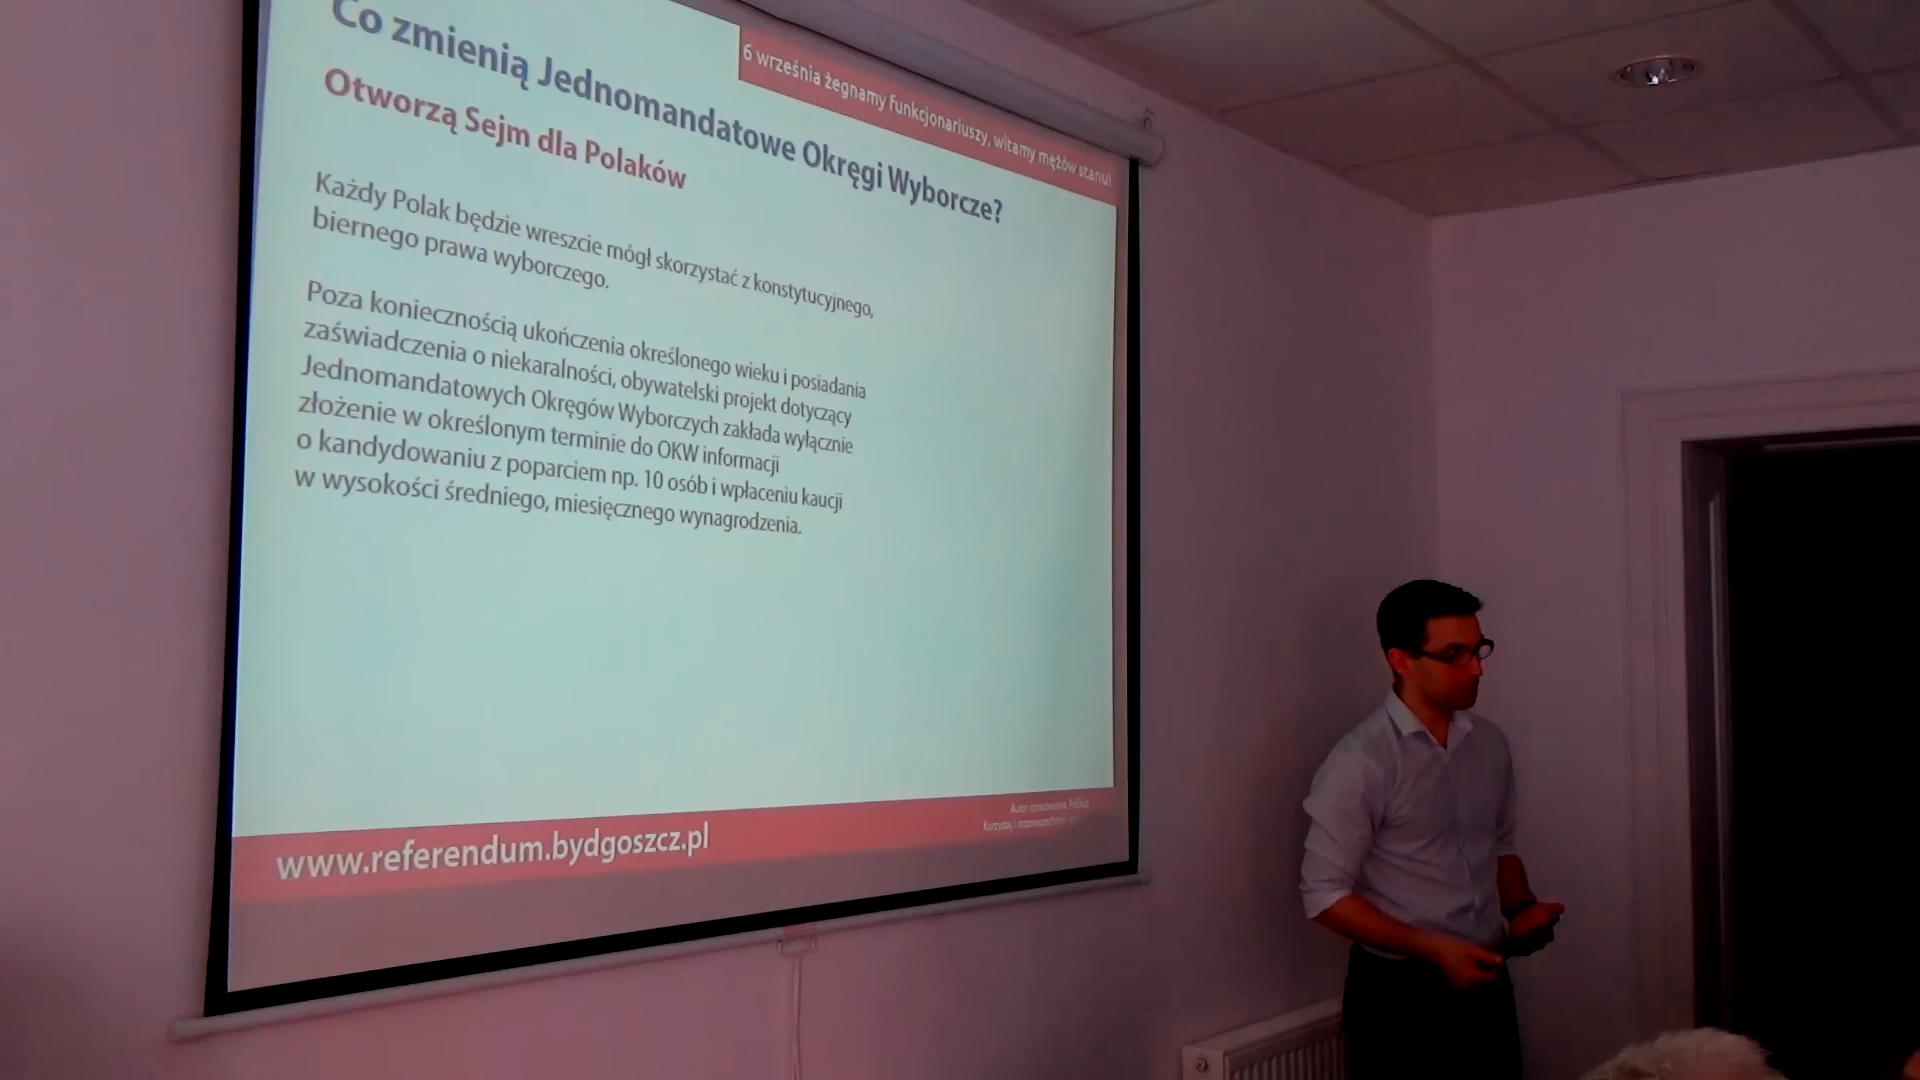 6 września żegnamy funkcjonariuszy, witamy mężów stanu!
Co zmienią Jednomandatowe Okręgi Wyborcze?
Otworzą Sejm dla Polaków
Każdy Polak będzie wreszcie mógł skorzystać z konstytucyjnego,
biernego prawa wyborczego.
Poza koniecznością ukończenia określonego wieku i posiadania
zaświadczenia o niekaralności, obywatelski projekt dotyczący
Jednomandatowych Okręgów Wyborczych zakłada wyłącznie
złożenie w określonym terminie do OKW informacji
o kandydowaniu z poparciem np. 10 osób i wpłaceniu kaucji
w wysokości średniego, miesięcznego wynagrodzenia.
www.referendum.bydgoszcz.pl
Autor opracowania:
Korzystaj i